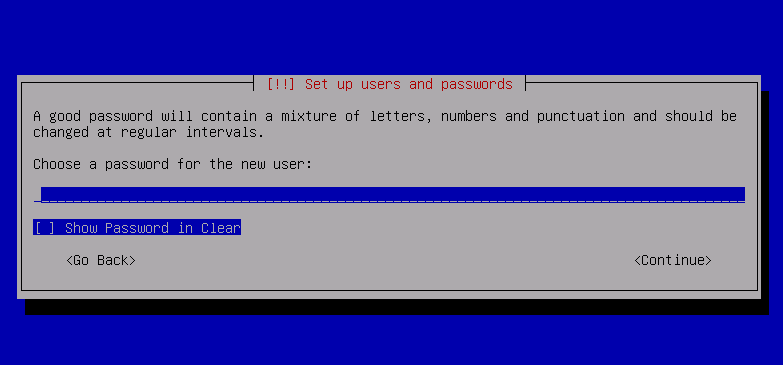 [!!] Set up users and passwords
A good password will contain a mixture of letters, numbers and punctuation and should be
changed at regular intervals.
Choose a password for the new user:
[ ] Show Password in Clear
<Go Back> <Continue>